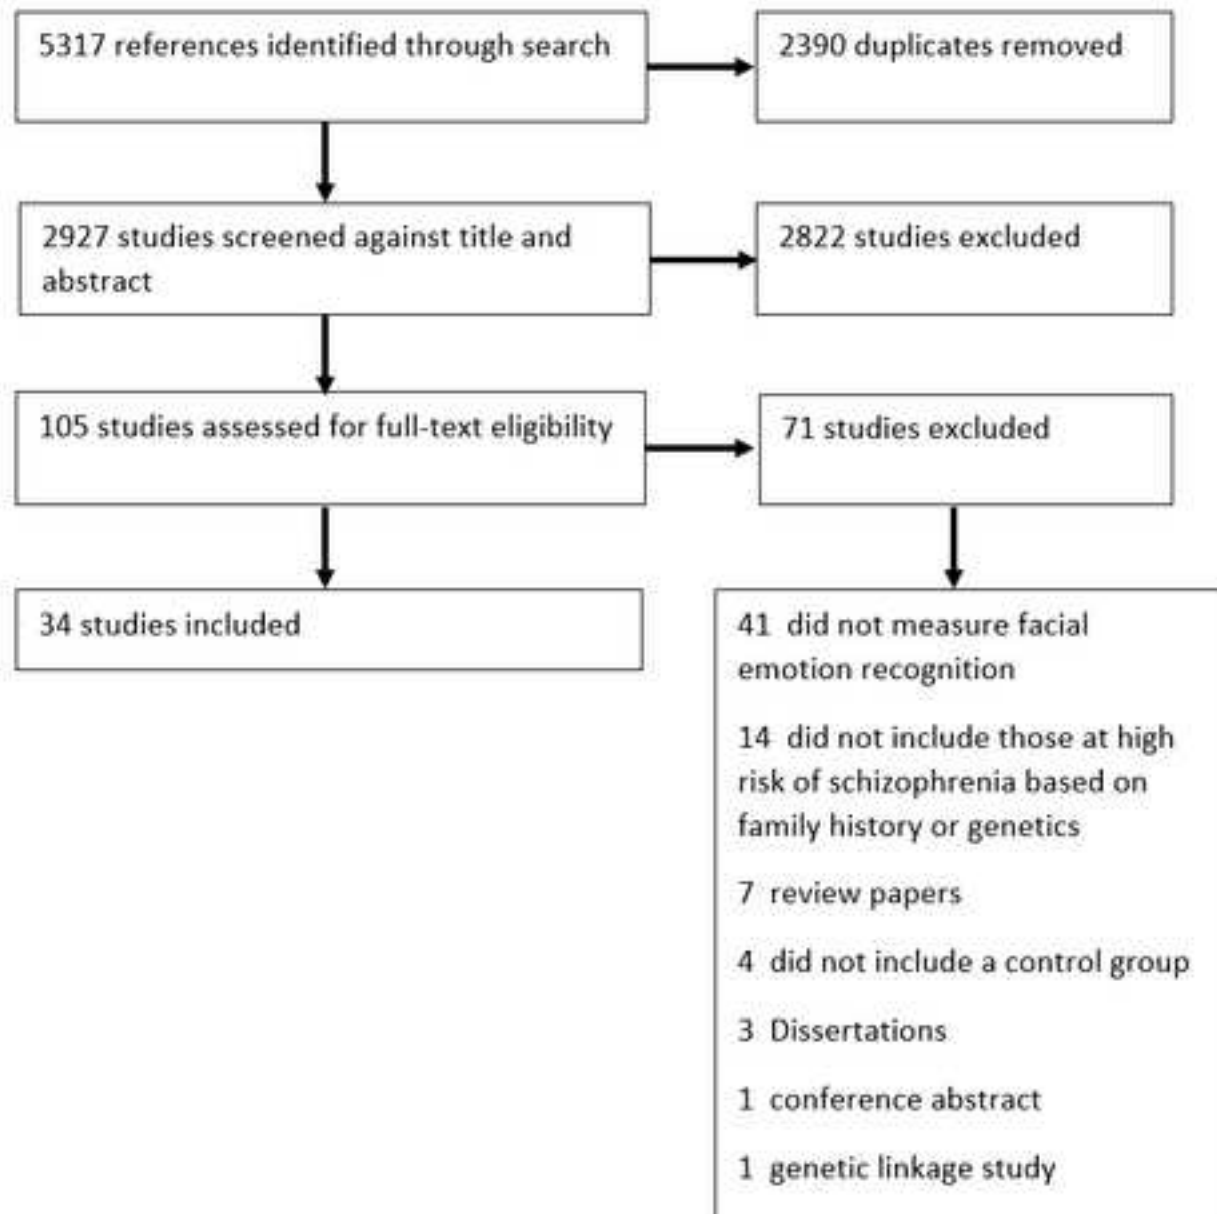 5317 references identified through search
2390 duplicates removed
2927 studies screened against title and
abstract
2822 studies excluded
105 studies assessed for full-text eligibility
71 studies excluded
34 studies included
41 did not measure facial
emotion recognition
14 did not include those at high
risk of schizophrenia based on
family history or genetics
7 review papers
4 did not include a control group
3 Dissertations
1 conference abstract
1 genetic linkage study